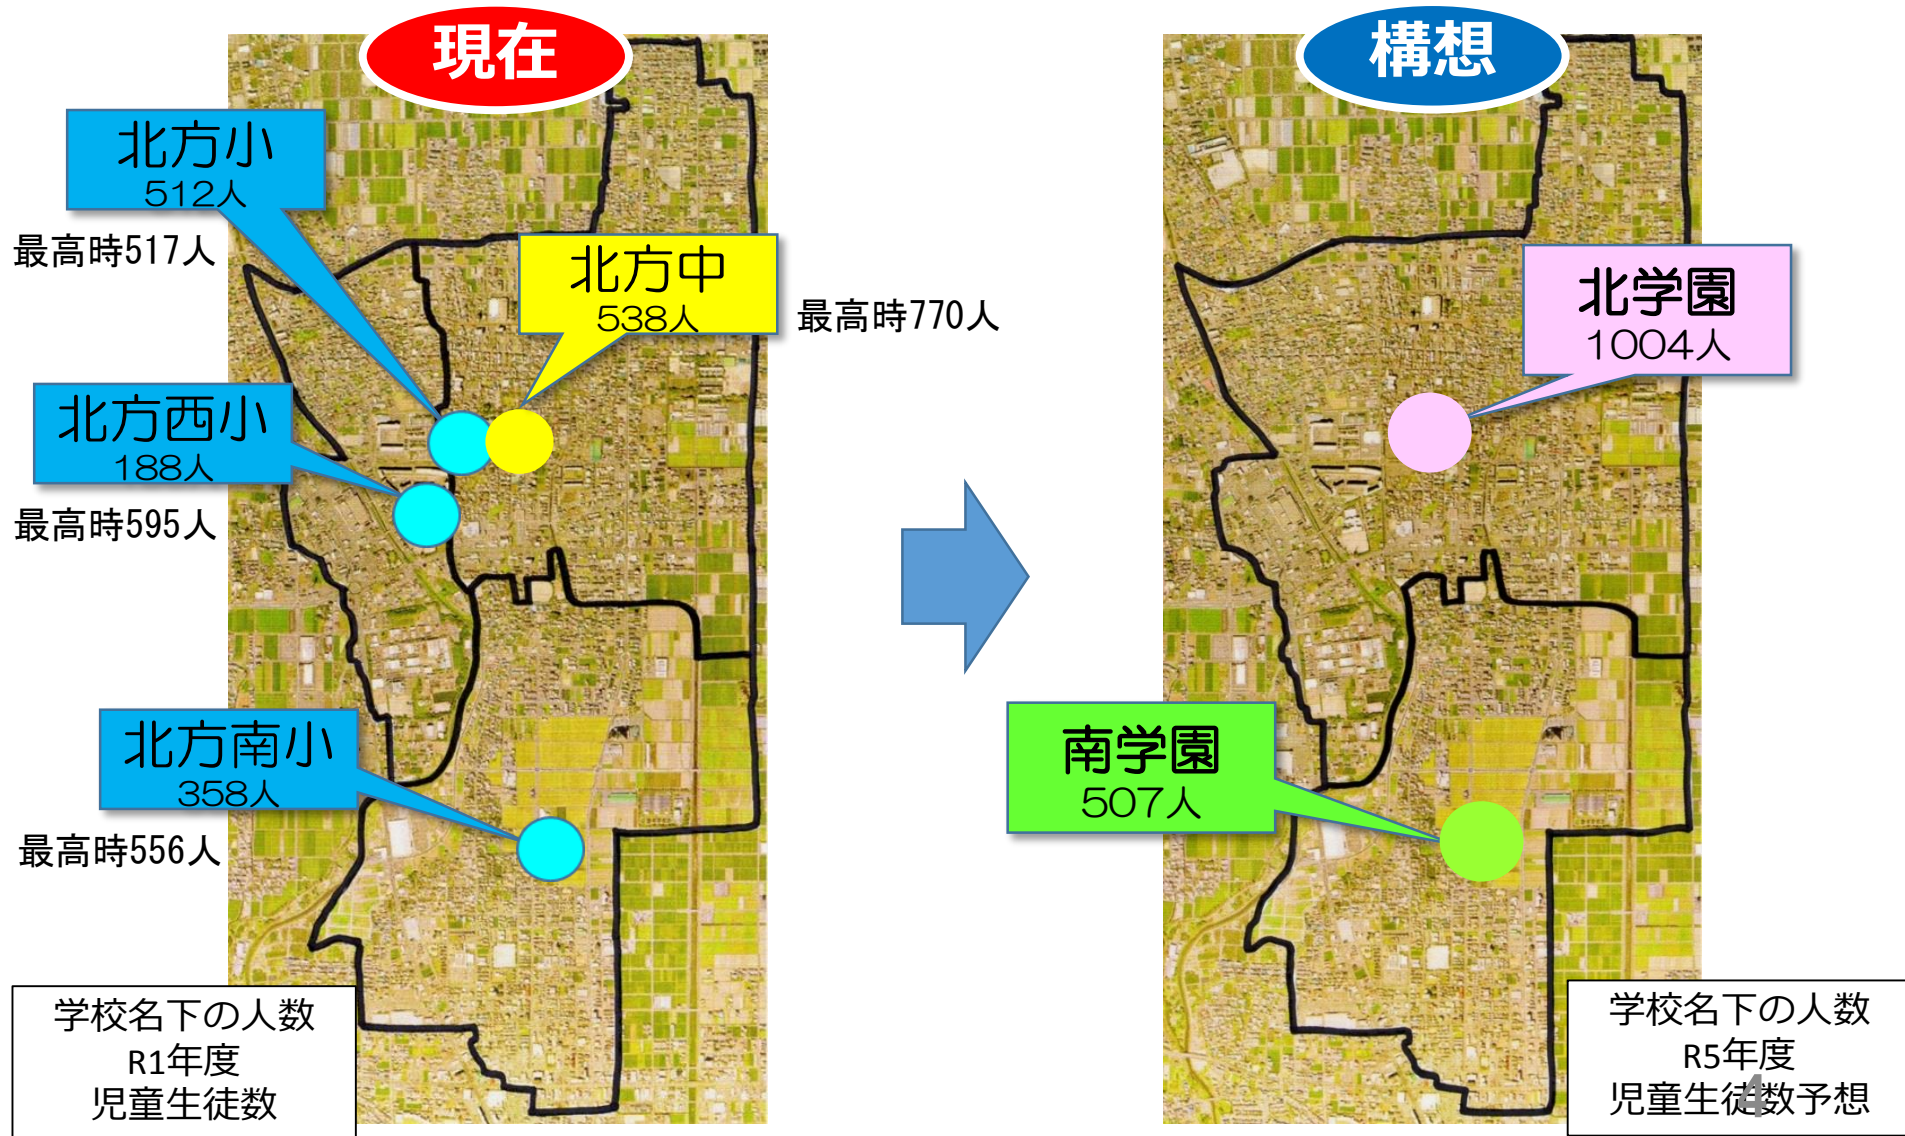 現在
北方小
512人
最高時517人
北方中
538人
最高時770人
北方西小
188人
最高時595人
北方南小
358人
最高時556人
学校名下の人数
R1年度
児童生徒数
構想
北学園
1004人
南学園
507人
学校名下の人数
R5年度
児童生徒数予想
4